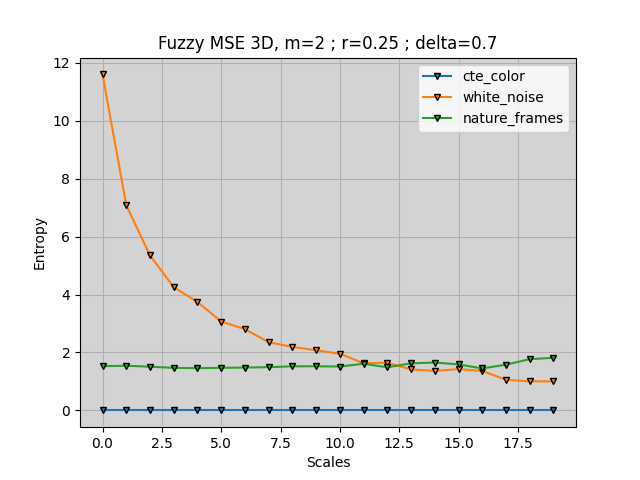 Fuzzy MSE 3D, m=2 ; r=0.25 ; delta=0.7
cte_color
white_noise
nature_frames
Entropy
12
10
8
6
4
2
0
0.0 2.5 5.0 7.5 10.0 12.5 15.0 17.5
Scales